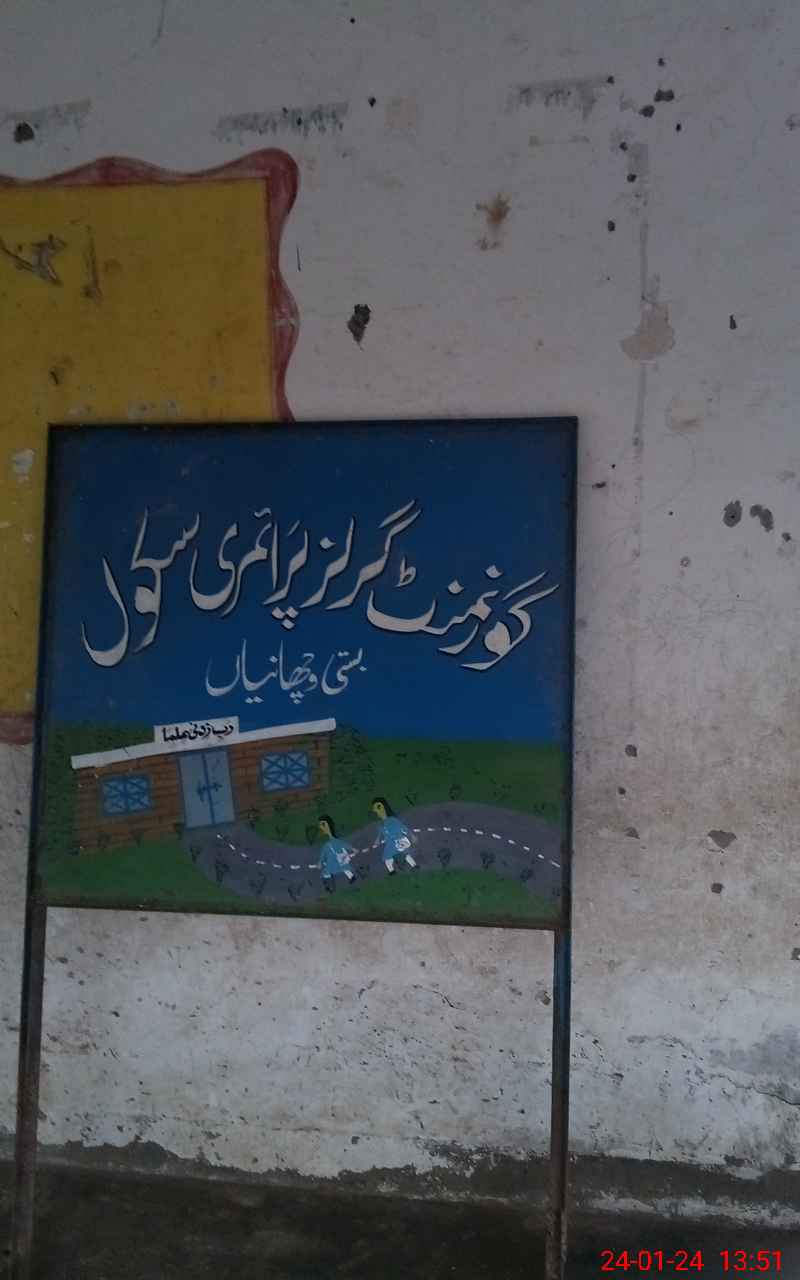 گورنمنٹ گرلز پرائمری سکول
بستی وچھانیاں
رب زدنی علما
24-01-24 13:51